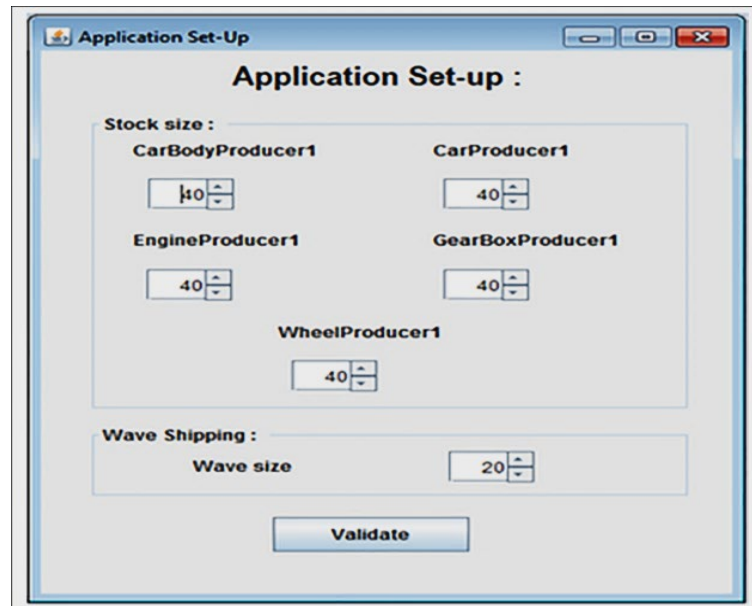 Application Set-Up
Application Set-up :
Stock size :
CarBodyProducer1 CarProducer1
40 40
EngineProducer1 GearBoxProducer1
40 40
WheelProducer1
40
Wave Shipping :
Wave size 20
Validate